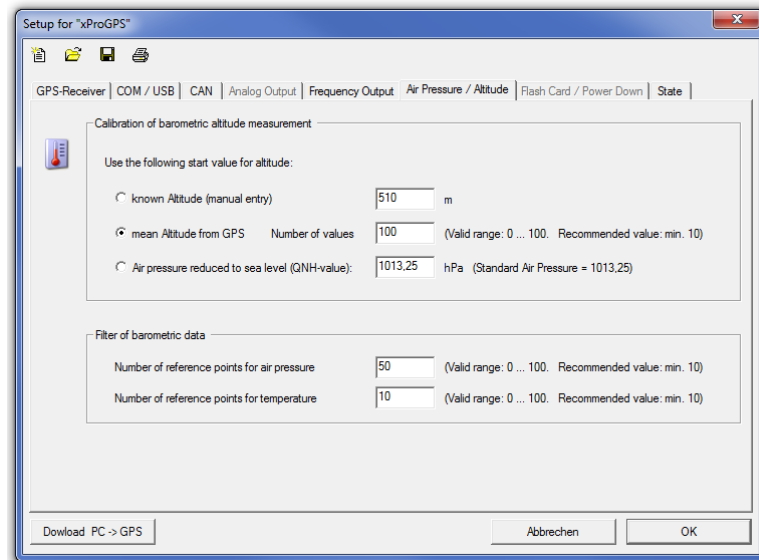 Setup for "xProGPS"
GPS-Receiver COM / USB CAN Analog Output Frequency Output Air Pressure / Altitude Flash Card / Power Down State
Calibration of barometric altitude measurement
Use the following start value for altitude:
known Altitude (manual entry) 510 m
mean Altitude from GPS Number of values 100 (Valid range: 0 ... 100. Recommended value: min. 10)
Air pressure reduced to sea level (QNH-value): 1013,25 hPa (Standard Air Pressure = 1013,25)
Filter of barometric data
Number of reference points for air pressure 50 (Valid range: 0 ... 100. Recommended value: min. 10)
Number of reference points for temperature 10 (Valid range: 0 ... 100. Recommended value: min. 10)
Dowload PC -> GPS Abbrechen OK